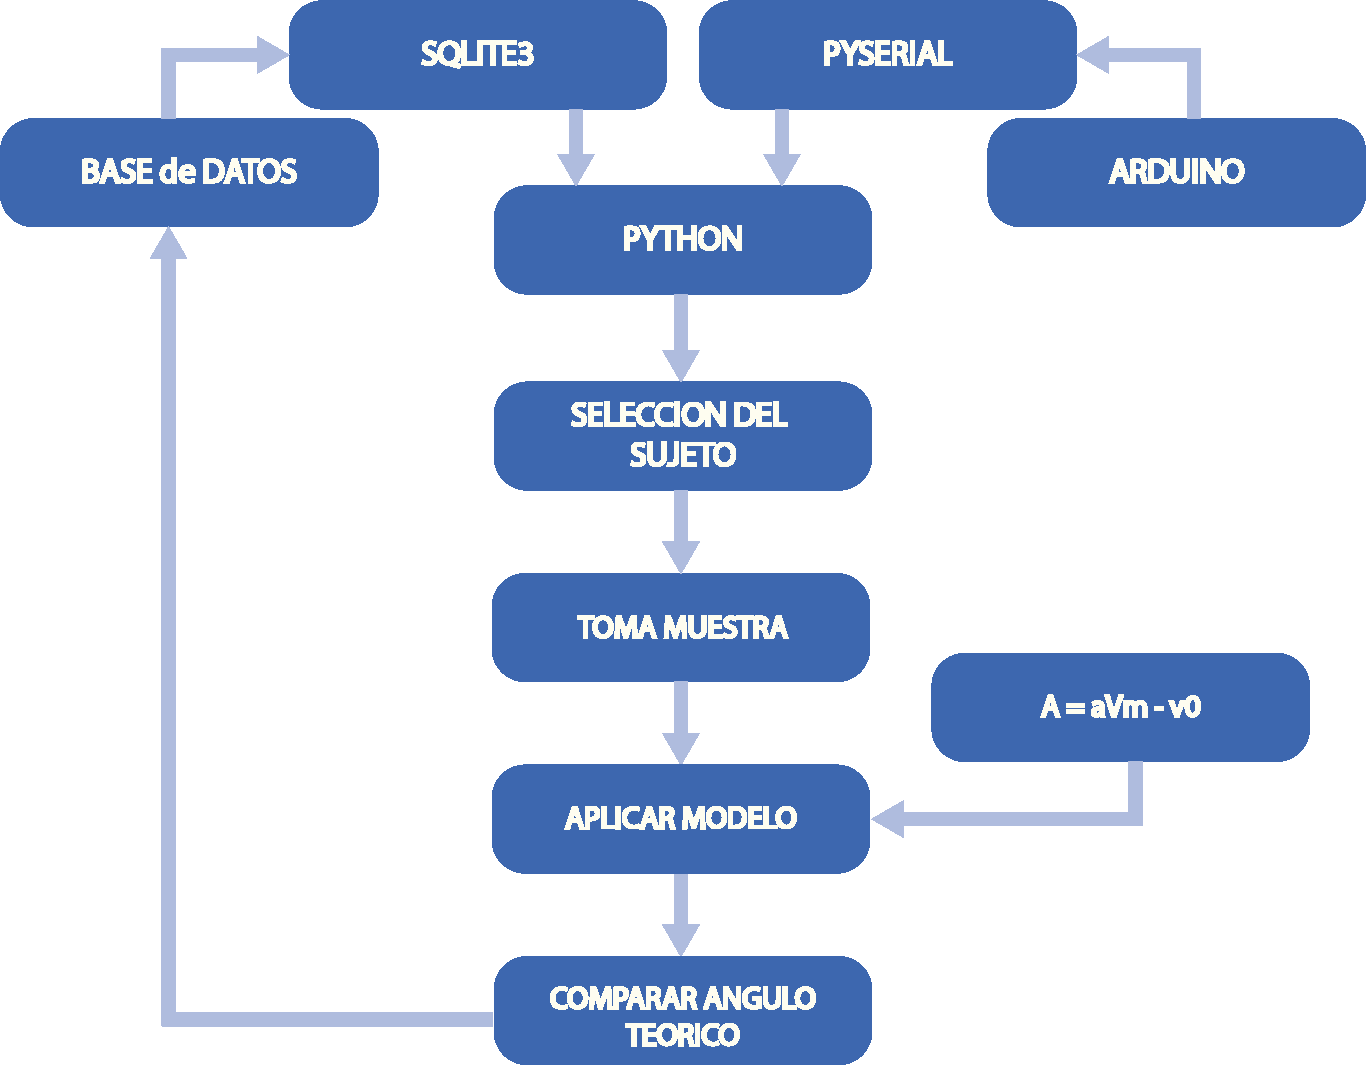 SQLITE3
PYSERIAL
BASE de DATOS
ARDUINO
PYTHON
SELECCION DEL
SUJETO
TOMA MUESTRA
A = aVm - v0
APLICAR MODELO
COMPARAR ANGULO
TEORICO